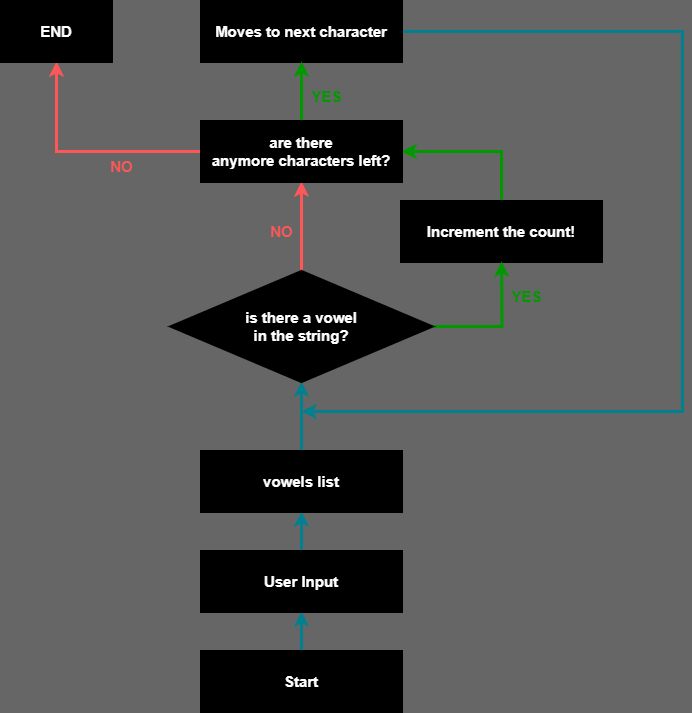 END
Moves to next character
YES
are there
anymore characters left?
NO
Increment the count!
NO
YES
is there a vowel
in the string?
vowels list
User Input
Start